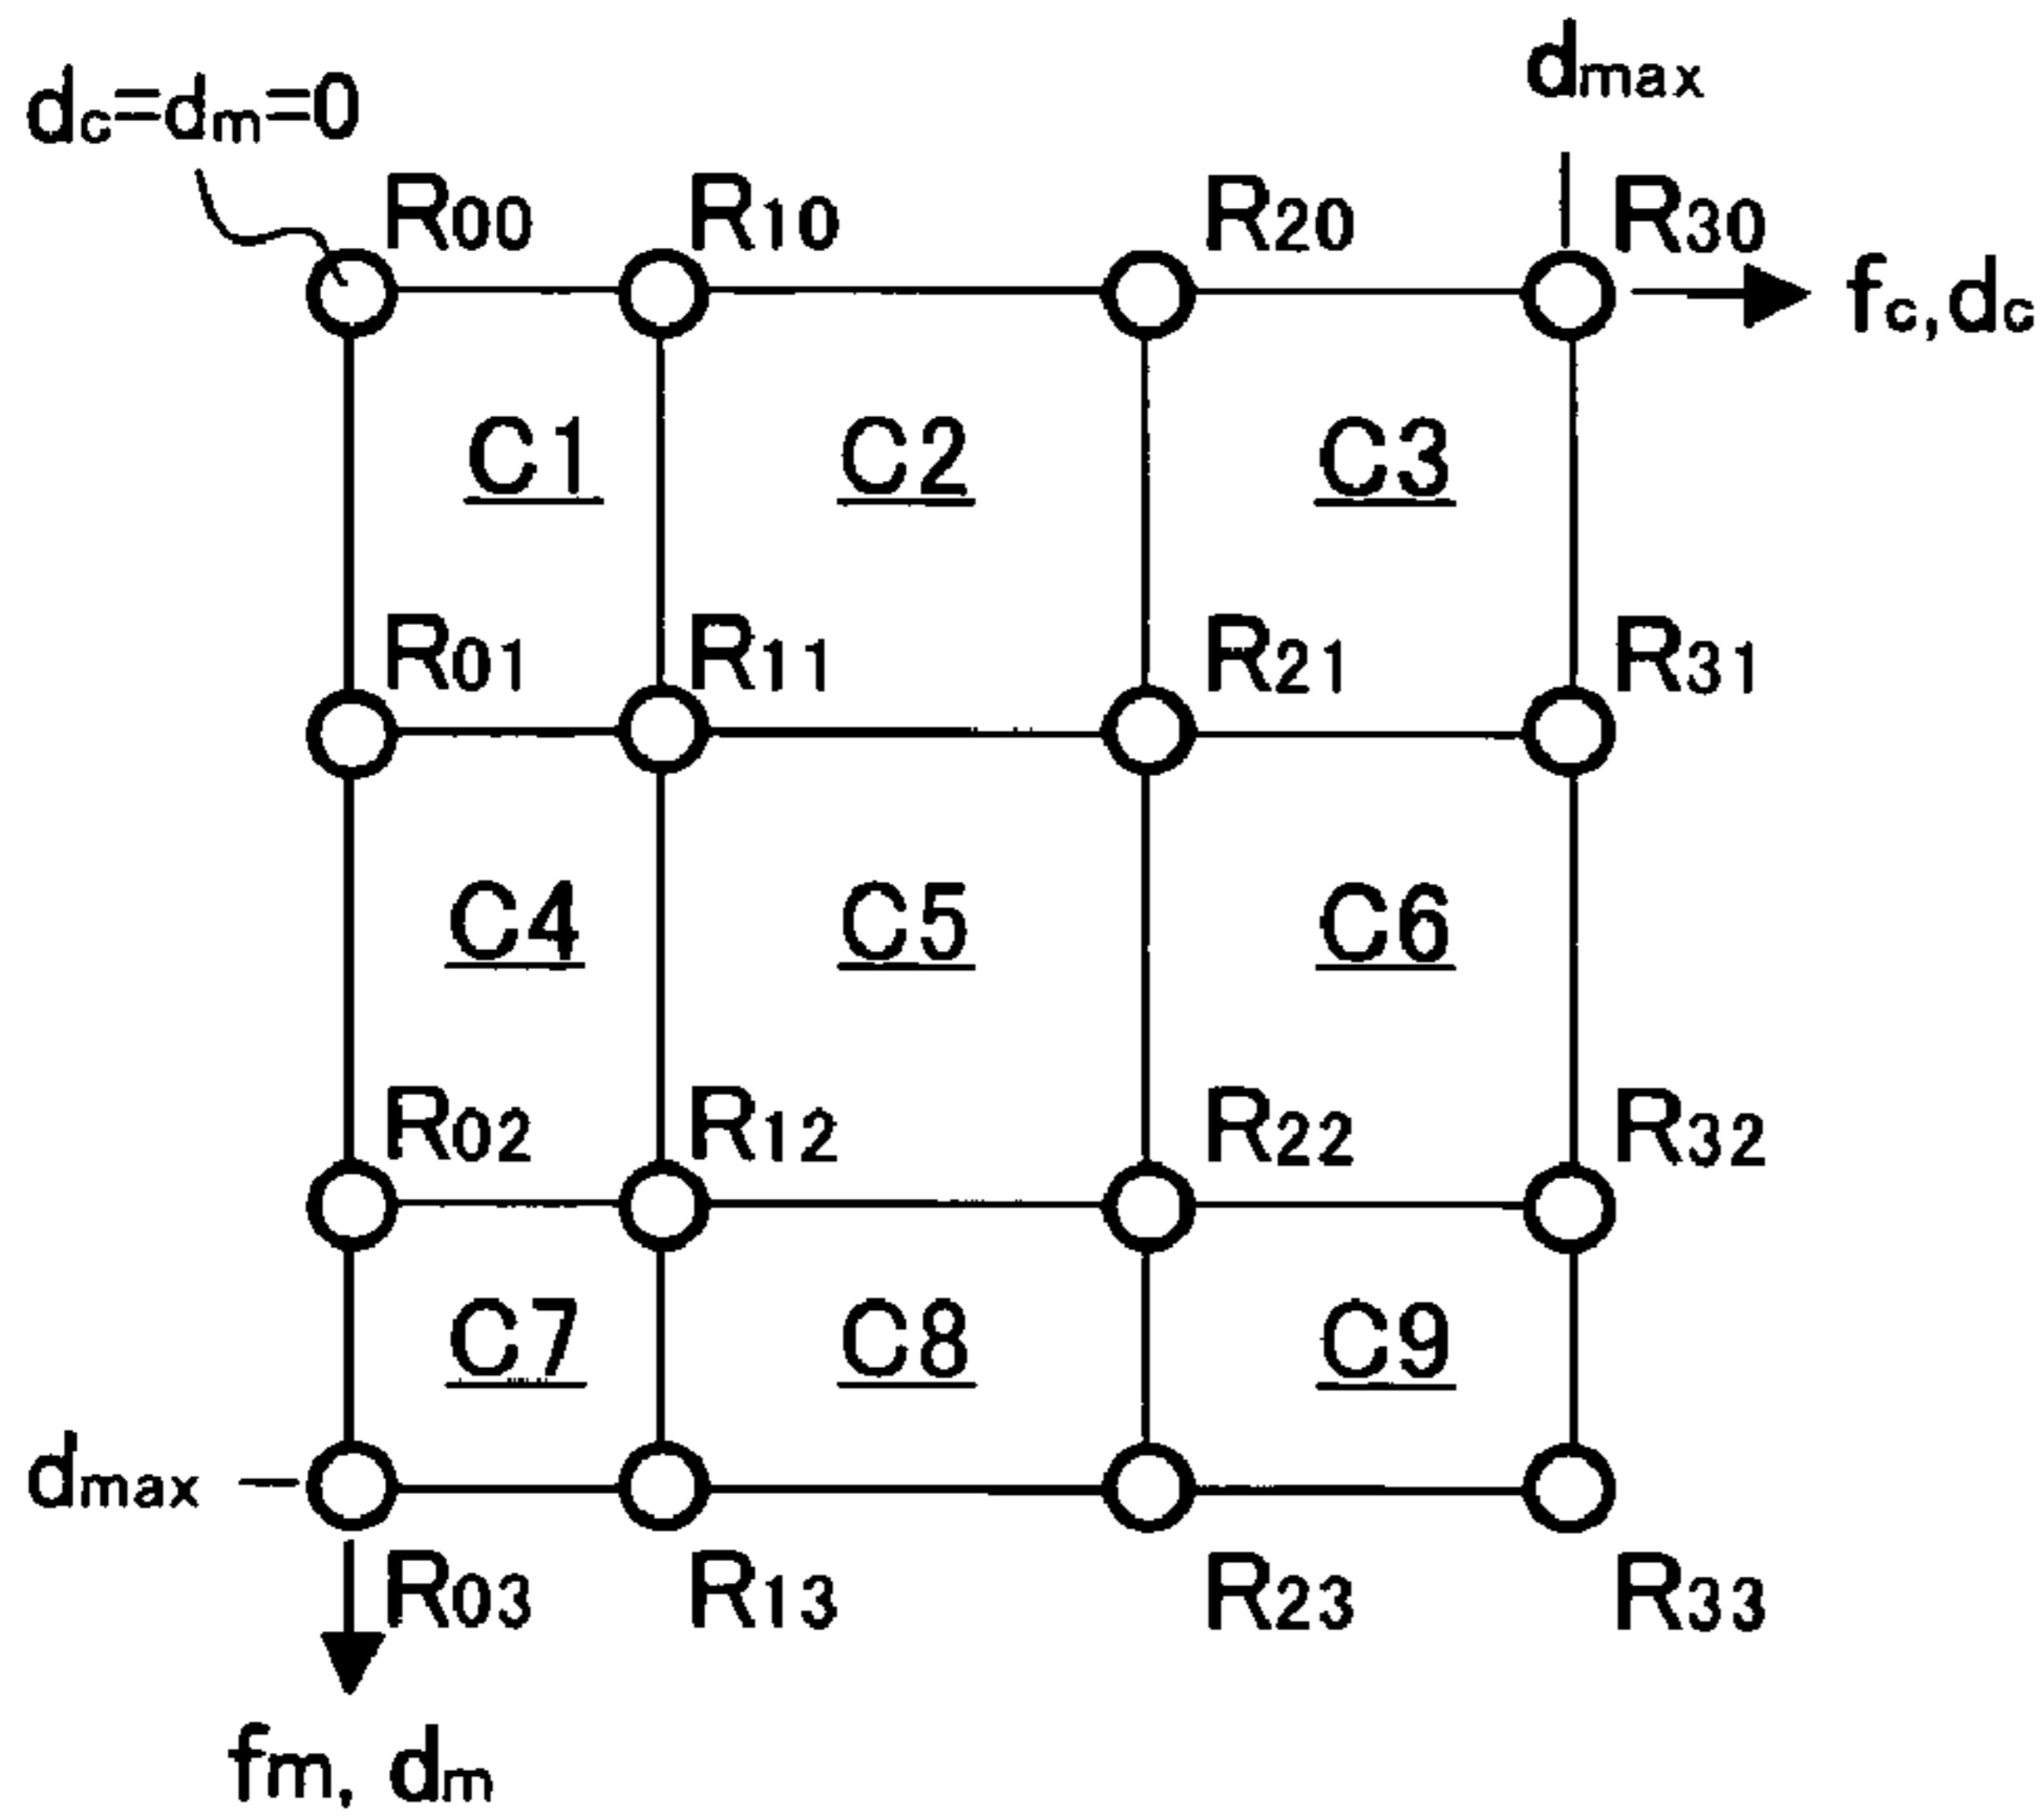 dmax
dc=dm=0
R00 R10 R20 R30
fc,dc
C1 C2 C3
R01 R11 R21 R31
C4 C5 C6
R02 R12 R22 R32
C7 C8 C9
dmax
R03 R13 R23 R33
fm, dm